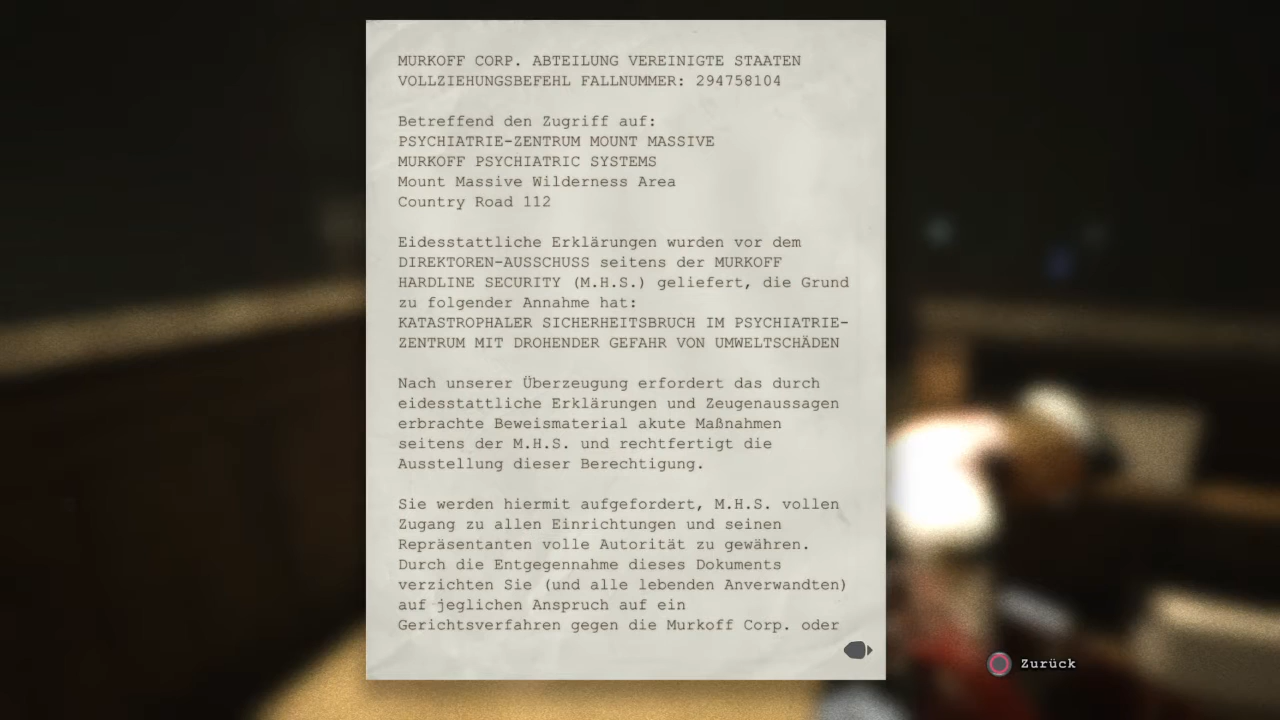 MURKOFF CORP. ABTEILUNG VEREINIGTE STAATEN
VOLLZIEHUNGSBEFEHL FALLNUMMER: 294758104
Betreffend den Zugriff auf:
PSYCHIATRIE-ZENTRUM MOUNT MASSIVE
MURKOFF PSYCHIATRIC SYSTEMS
Mount Massive Wilderness Area
Country Road 112
Eidesstattliche Erklärungen wurden vor dem
DIREKTOREN-AUSSCHUSS seitens der MURKOFF
HARDLINE SECURITY (M.H.S.) geliefert, die Grund
zu folgender Annahme hat:
KATASTROPHALER SICHERHEITSBRUCH IM PSYCHIATRIE-
ZENTRUM MIT DROHENDER GEFAHR VON UMWELTSCHÄDEN
Nach unserer Überzeugung erfordert das durch
eidesstattliche Erklärungen und Zeugenaussagen
erbrachte Beweismaterial akute Maßnahmen
seitens der M.H.S. und rechtfertigt die
Ausstellung dieser Berechtigung.
Sie werden hiermit aufgefordert, M.H.S. vollen
Zugang zu allen Einrichtungen und seinen
Repräsentanten volle Autorität zu gewähren.
Durch die Entgegennahme dieses Dokuments
verzichten Sie (und alle lebenden Anverwandten)
auf jeglichen Anspruch auf ein
Gerichtsverfahren gegen die Murkoff Corp. oder
Zurück